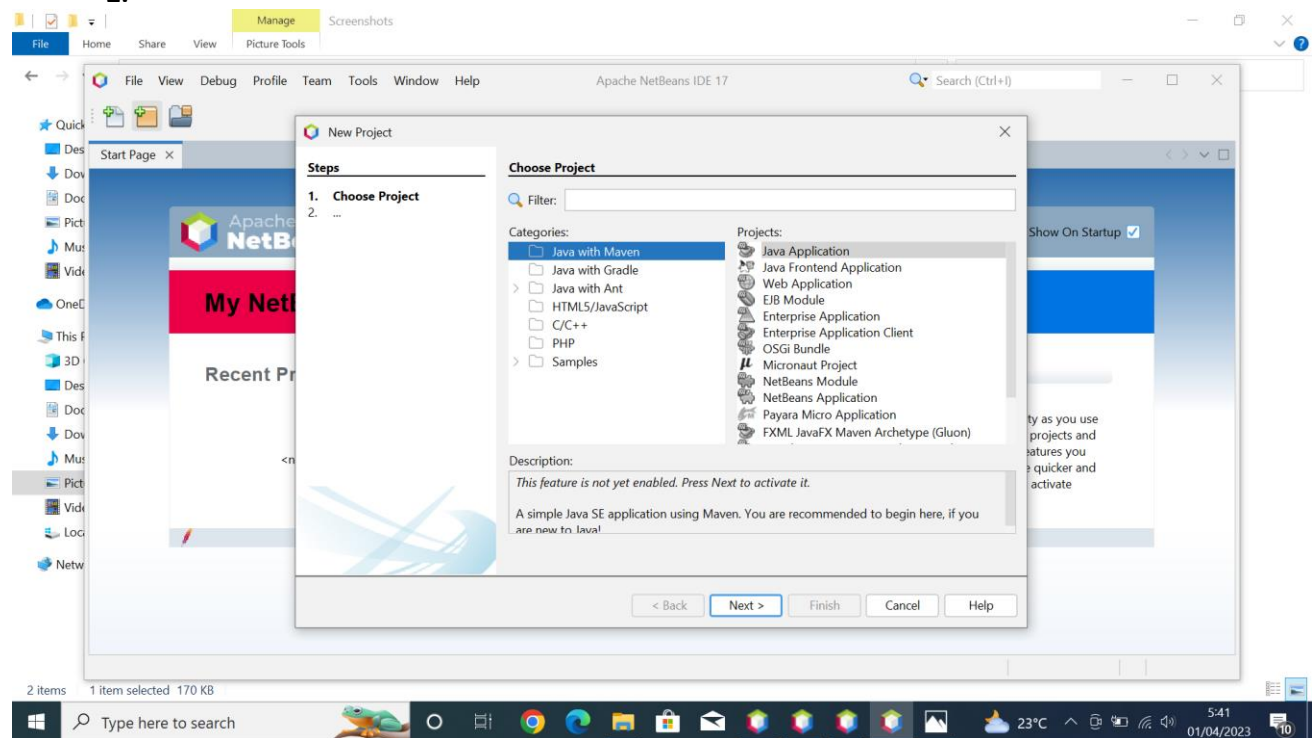 Manage Screenshots
File Home Share View Picture Tools
File View Debug Profile Team Tools Window Help Apache NetBeans IDE 17 Search (Ctrl+I)
Quick
New Project
Des
Start Page
Dov
Steps
Choose Project
Doc
1. Choose Project
Filter:
Pict
2. ...
Apache
NetB
Categories:
Projects:
Show On Startup
Mus
Java with Maven
Java with Gradle
Java with Ant
HTML5/JavaScript
C/C++
PHP
Samples
Java Application
Java Frontend Application
Web Application
EJB Module
Enterprise Application
Enterprise Application Client
OSGi Bundle
Micronaut Project
NetBeans Module
NetBeans Application
Payara Micro Application
FXML JavaFX Maven Archetype (Gluon)
Vide
OneD
My Net
This P
3D
Recent Pr
Des
Doc
Dov
ty as you use
projects and
eatures you
e quicker and
activate
Mus
<n
Description:
This feature is not yet enabled. Press Next to activate it.
A simple Java SE application using Maven. You are recommended to begin here, if you
are new to Java!
Pict
Vide
Loca
Netw
< Back Next > Finish Cancel Help
2 items 1 item selected 170 KB
Type here to search 23°C 5:41
01/04/2023
10